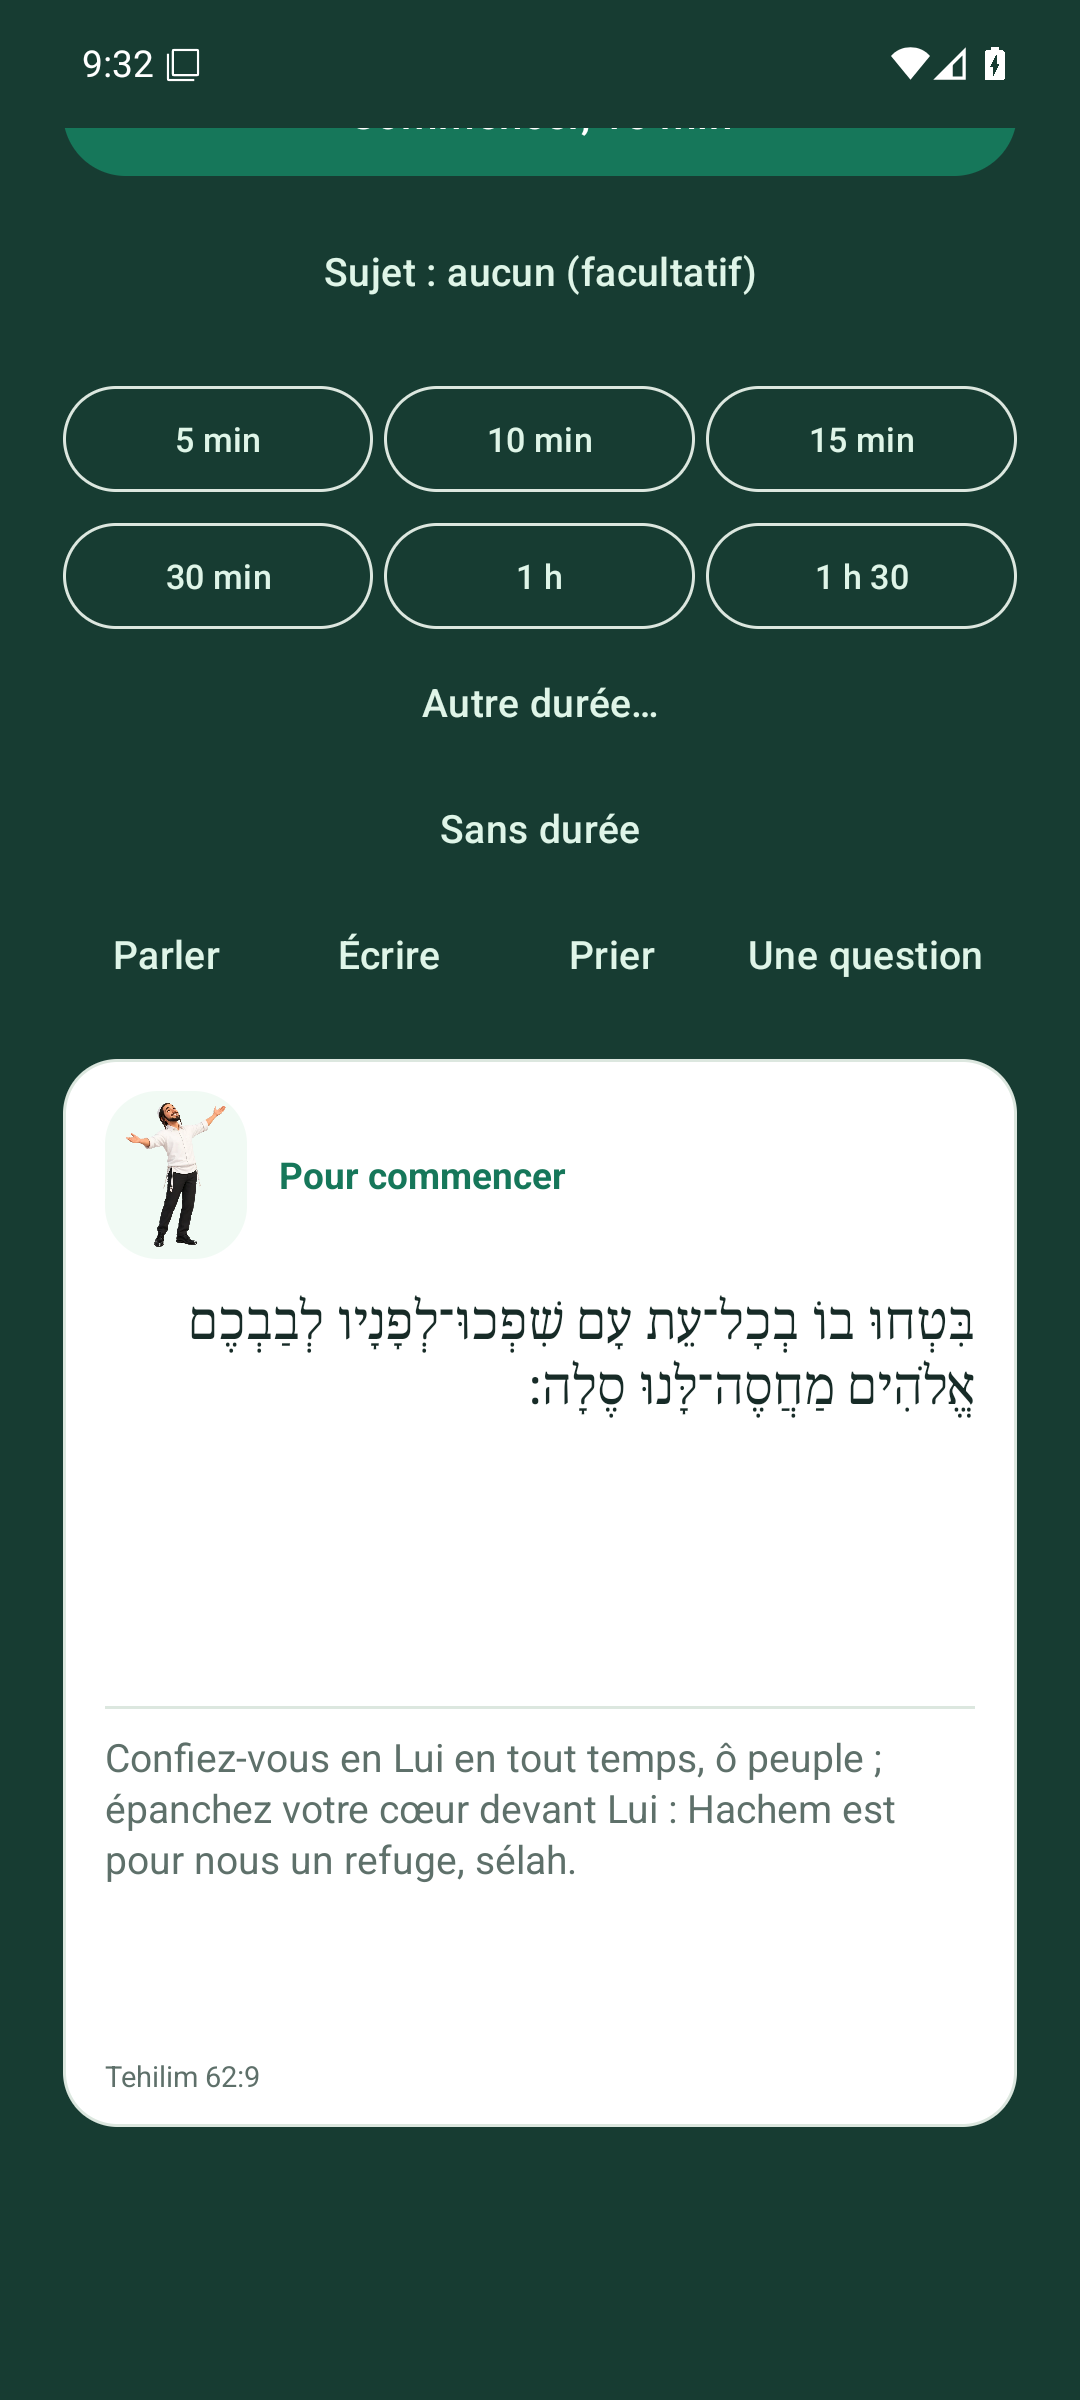 9:32
Sujet : aucun (facultatif)
5 min
10 min
15 min
30 min
1 h
1 h 30
Autre durée…
Sans durée
Parler
Écrire
Prier
Une question
Pour commencer
בִּטְחוּ בוֹ בְכָל־עֵת עָם שִׁפְכוּ־לְפָנָיו לְבַבְכֶם
אֱלֹהִים מַחֲסֶה־לָּנוּ סֶלָה:
Confiez-vous en Lui en tout temps, ô peuple ;
épanchez votre cœur devant Lui : Hachem est
pour nous un refuge, sélah.
Tehilim 62:9